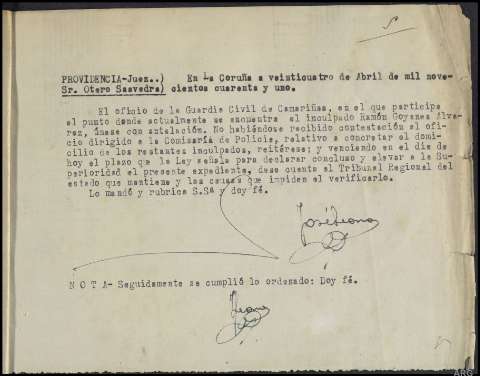 PROVIDENCIA-Juez..) En La Coruña a veinticuatro de Abril de mil nove-
Sr. Otero Saavedra) cientos cuarenta y uno.
El oficio de la Guardia Civil de Camariñas, en el que participa
el punto donde actualmente se encuentra el inculpado Ramón Goyanes Alva-
rez, únase con antelación. No habiéndose recibido contestación al ofi-
cio dirigido a la Comisaría de Policía, relativo a concretar el domi-
cilio de los restantes inculpados, reitérese; y venciendo en el dia de
hoy el plazo que la Ley señala para declarar concluso y elevar a la Su-
perioridad el presente expediente, dese cuenta al Tribunal Regional del
estado que mantiene y las causas que impiden el verificarlo.
Lo mandó y rubrica S.Sª y doy fé.
N O T A- Seguidamente se cumplió lo ordenado: Doy fé.
ARG